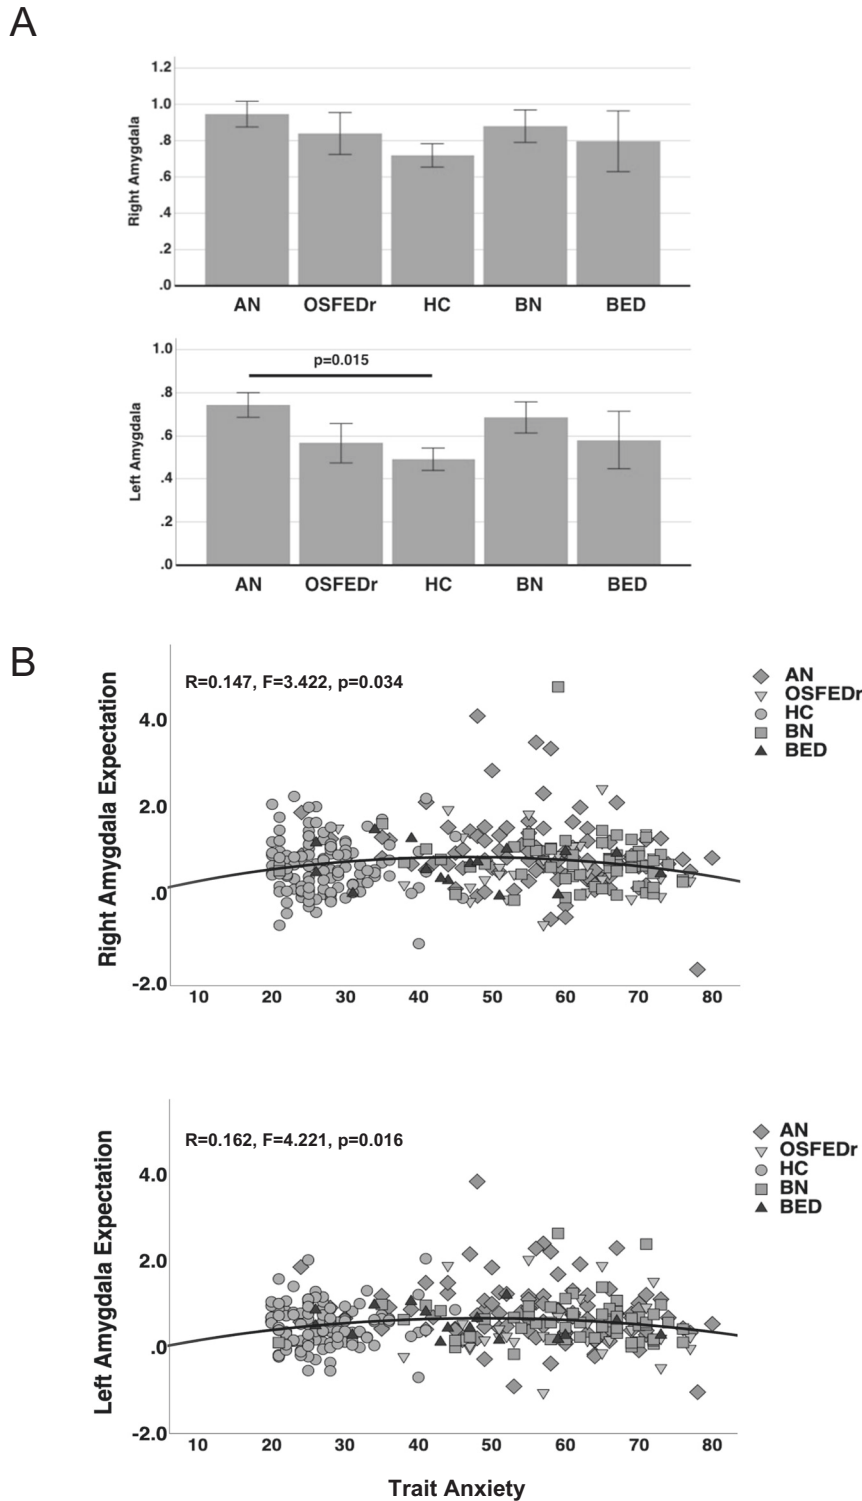 A
1.2
1.0
.8
.6
.4
.2
.0
Right Amygdala
AN OSFEDr HC BN BED
1.0
.8
.6
.4
.2
.0
Left Amygdala
p=0.015
AN OSFEDr HC BN BED
B
R=0.147, F=3.422, p=0.034
4.0
2.0
.0
-2.0
Right Amygdala Expectation
10 20 30 40 50 60 70 80
AN
OSFEDr
HC
BN
BED
R=0.162, F=4.221, p=0.016
4.0
2.0
.0
-2.0
Left Amygdala Expectation
10 20 30 40 50 60 70 80
AN
OSFEDr
HC
BN
BED
Trait Anxiety